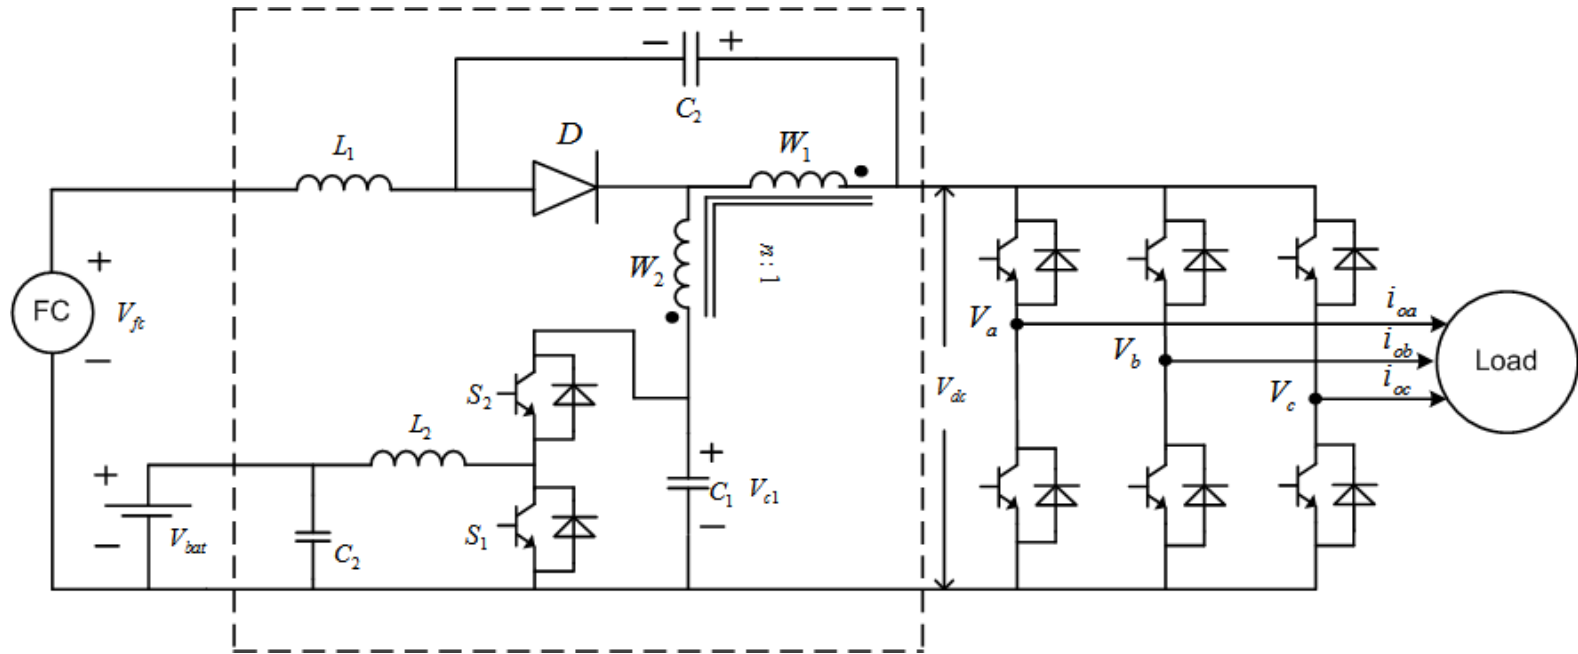 − +
C2
D
W1
L1
W2
n:1
+
FC
Vfc
−
ioa
Va
iob
Vb
Load
ioc
Vc
Vdc
S2
L2
+
Vbat
−
C2
S1
+
C1 Vc1
−